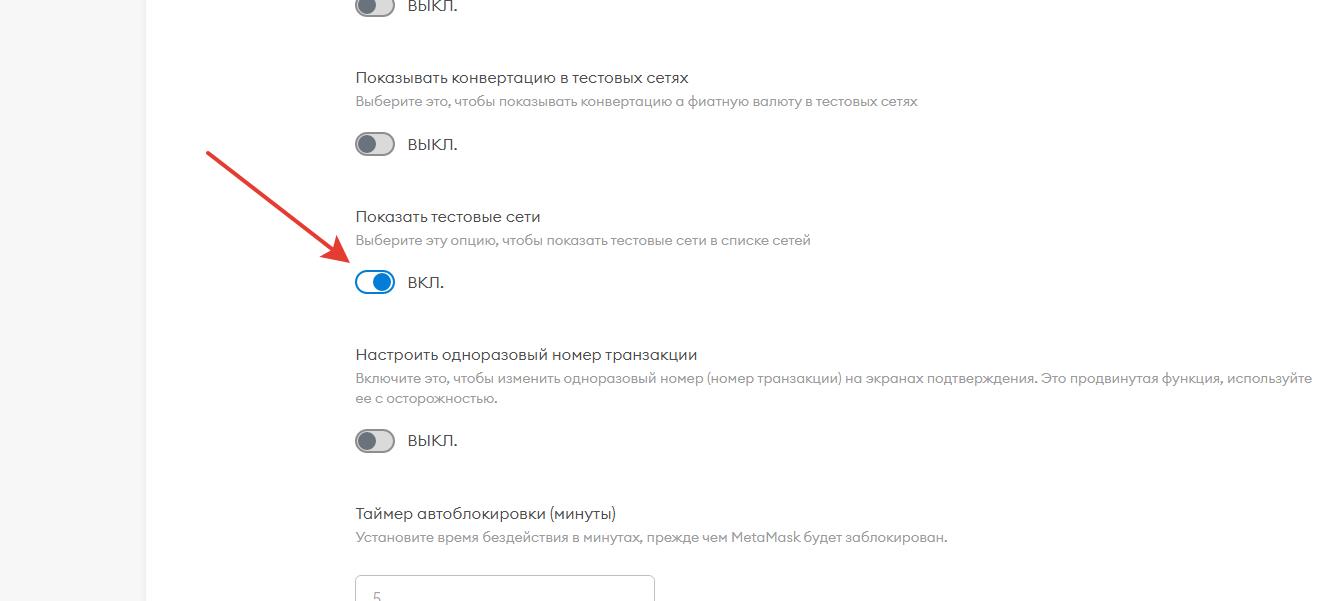 ВЫКЛ.
Показывать конвертацию в тестовых сетях
Выберите это, чтобы показывать конвертацию а фиатную валюту в тестовых сетях
ВЫКЛ.
Показать тестовые сети
Выберите эту опцию, чтобы показать тестовые сети в списке сетей
ВКЛ.
Настроить одноразовый номер транзакции
Включите это, чтобы изменить одноразовый номер (номер транзакции) на экранах подтверждения. Это продвинутая функция, используйте
ее с осторожностью.
ВЫКЛ.
Таймер автоблокировки (минуты)
Установите время бездействия в минутах, прежде чем MetaMask будет заблокирован.
5